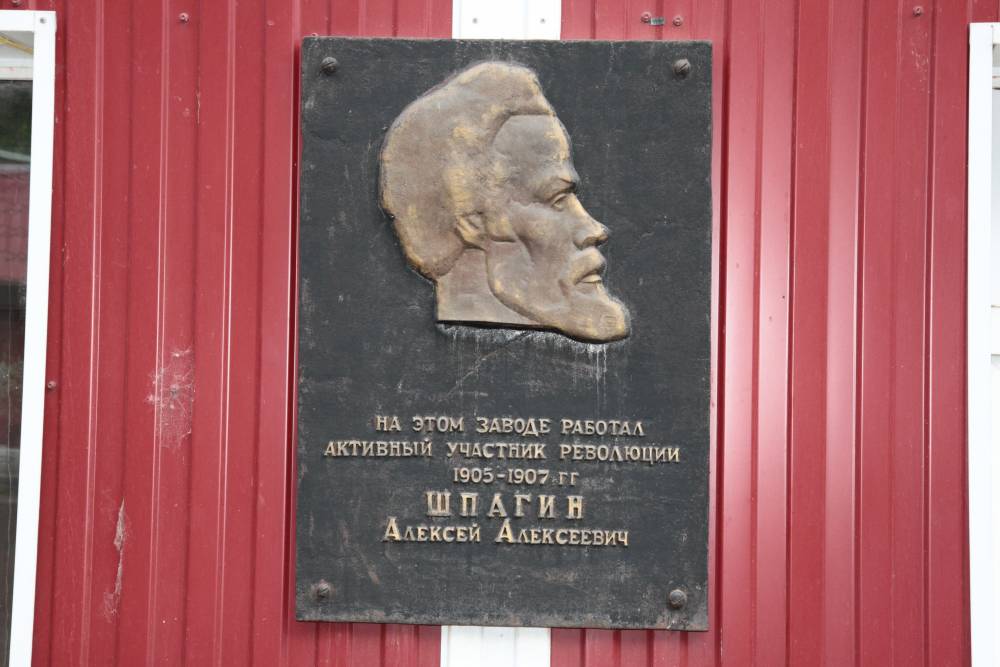 НА ЭТОМ ЗАВОДЕ РАБОТАЛ
АКТИВНЫЙ УЧАСТНИК РЕВОЛЮЦИИ
1905-1907 ГГ
ШПАГИН
АЛЕКСЕЙ АЛЕКСЕЕВИЧ